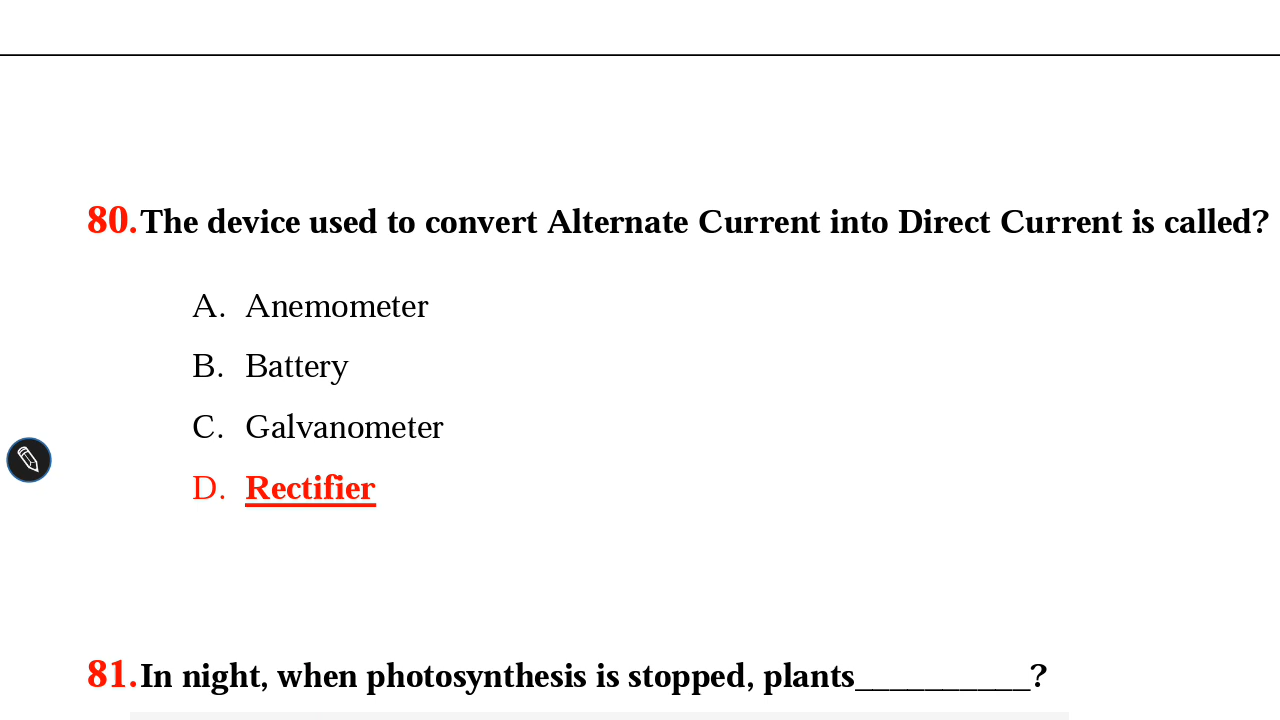 80. The device used to convert Alternate Current into Direct Current is called?
A. Anemometer
B. Battery
C. Galvanometer
D. Rectifier
81. In night, when photosynthesis is stopped, plants__________?